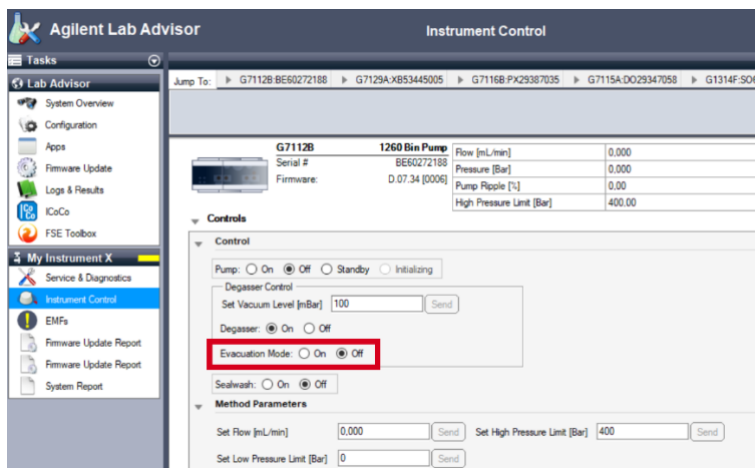 Agilent Lab Advisor
Instrument Control
Tasks
Jump To: G7112B:BE60272188 G7129A:XB53445005 G7116B:PX29387035 G7115A:DO29347058 G1314F:SO
Lab Advisor
System Overview
Configuration
Apps
Firmware Update
Logs & Results
ICoCo
FSE Toolbox
My Instrument X
Service & Diagnostics
Instrument Control
EMFs
Firmware Update Report
Firmware Update Report
System Report
G7112B 1260 Bin Pump
Serial # BE60272188
Firmware: D.07.34 [0006]
Flow [mL/min] 0,000
Pressure [Bar] 0,000
Pump Ripple [%] 0,00
High Pressure Limit [Bar] 400.00
Controls
Control
Pump: On Off Standby Initializing
Degasser Control
Set Vacuum Level [mBar] 100 Send
Degasser: On Off
Evacuation Mode: On Off
Sealwash: On Off
Method Parameters
Set Flow [mL/min] 0,000 Send Set High Pressure Limit [Bar] 400 Send
Set Low Pressure Limit [Bar] 0 Send